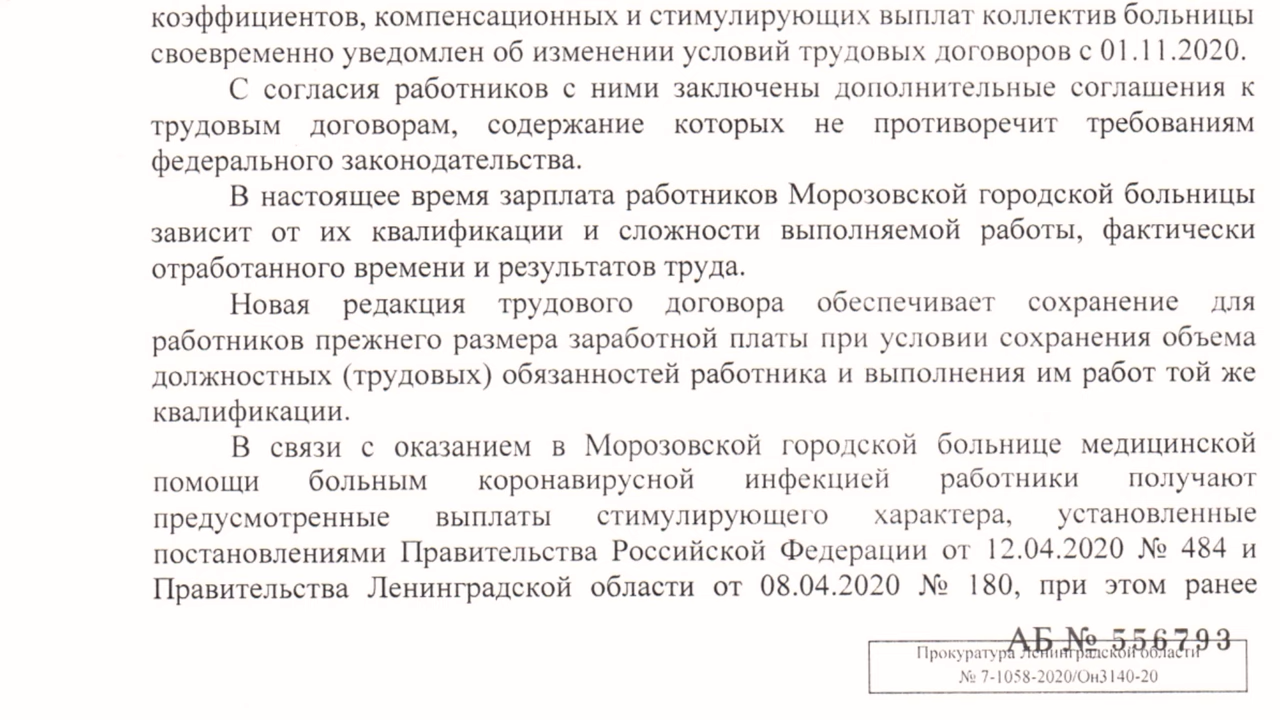 коэффициентов, компенсационных и стимулирующих выплат коллектив больницы
своевременно уведомлен об изменении условий трудовых договоров с 01.11.2020.
С согласия работников с ними заключены дополнительные соглашения к
трудовым договорам, содержание которых не противоречит требованиям
федерального законодательства.
В настоящее время зарплата работников Морозовской городской больницы
зависит от их квалификации и сложности выполняемой работы, фактически
отработанного времени и результатов труда.
Новая редакция трудового договора обеспечивает сохранение для
работников прежнего размера заработной платы при условии сохранения объема
должностных (трудовых) обязанностей работника и выполнения им работ той же
квалификации.
В связи с оказанием в Морозовской городской больнице медицинской
помощи больным коронавирусной инфекцией работники получают
предусмотренные выплаты стимулирующего характера, установленные
постановлениями Правительства Российской Федерации от 12.04.2020 № 484 и
Правительства Ленинградской области от 08.04.2020 № 180, при этом ранее
АБ № 556793
Прокуратура Ленинградской области
№ 7-1058-2020/Он3140-20